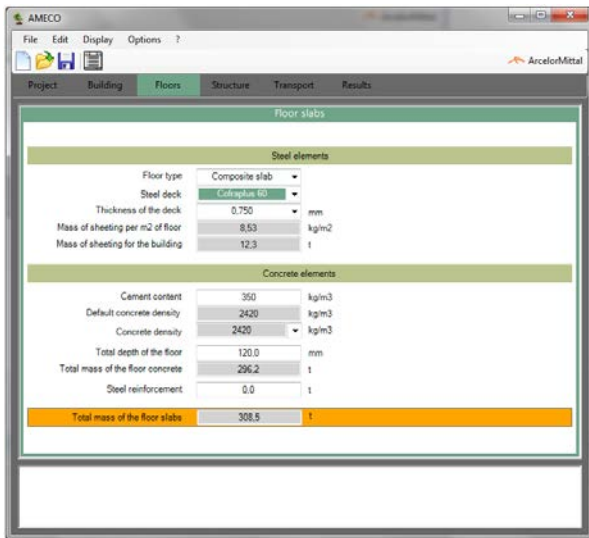 AMECO
File Edit Display Options ?
ArcelorMittal
Project Building Floors Structure Transport Results
Floor slabs
Steel elements
Floor type Composite slab
Steel deck Cofraplus 60
Thickness of the deck 0,750 mm
Mass of sheeting per m2 of floor 8,53 kg/m2
Mass of sheeting for the building 12,3 t
Concrete elements
Cement content 350 kg/m3
Default concrete density 2420 kg/m3
Concrete density 2420 kg/m3
Total depth of the floor 120,0 mm
Total mass of the floor concrete 296,2 t
Steel reinforcement 0,0 t
Total mass of the floor slabs 308,5 t